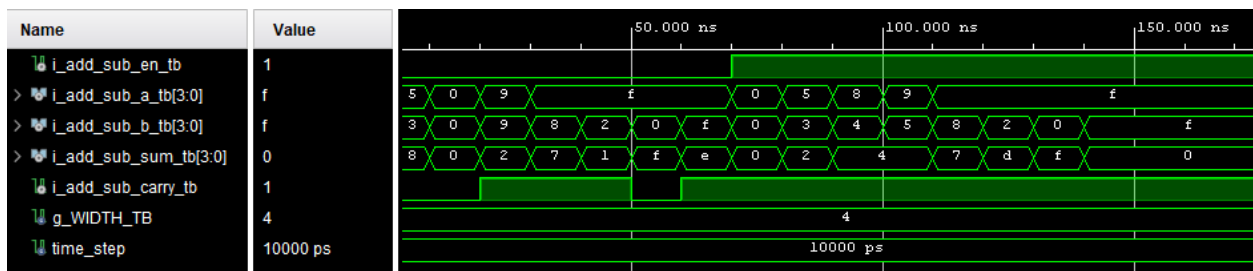 Name Value 50.000 ns 100.000 ns 150.000 ns
i_add_sub_en_tb 1
> i_add_sub_a_tb[3:0] f 5 0 9 f 0 5 8 9 f
> i_add_sub_b_tb[3:0] f 3 0 9 8 2 0 f 0 3 4 5 8 2 0 f
> i_add_sub_sum_tb[3:0] 0 8 0 2 7 1 f e 0 2 4 7 d f 0
i_add_sub_carry_tb 1
g_WIDTH_TB 4 4
time_step 10000 ps 10000 ps